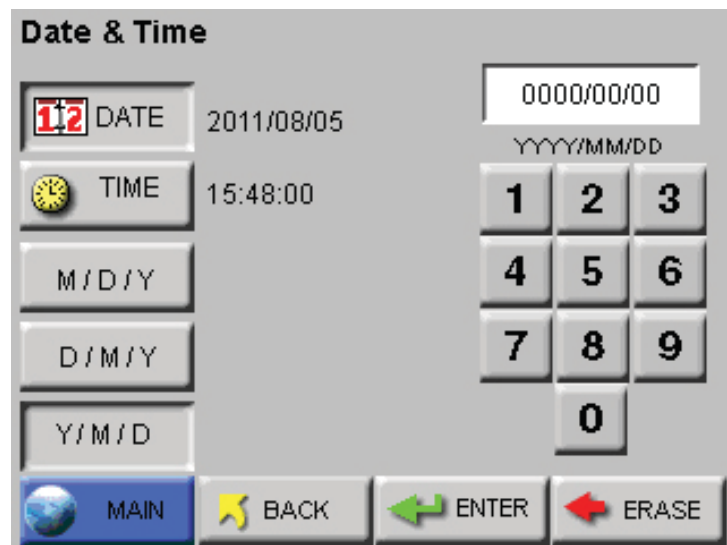 Date & Time
12 DATE 2011/08/05
0000/00/00
YYYY/MM/DD
TIME 15:48:00
1 2 3
M / D / Y
4 5 6
D / M / Y
7 8 9
Y / M / D
0
MAIN BACK ENTER ERASE